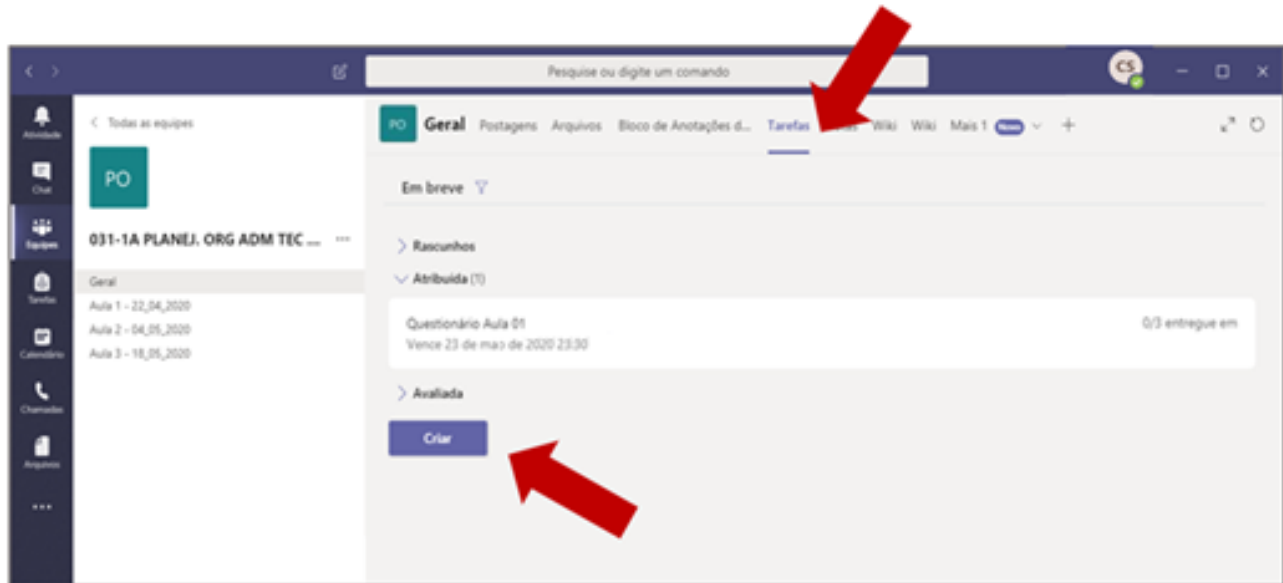 Pesquise ou digite um comando
CS
Atividade
Chat
Equipes
Tarefas
Calendário
Chamadas
Arquivos
Todas as equipes
PO
031-1A PLANEJ. ORG ADM TEC ... ...
Geral
Aula 1 - 22_04_2020
Aula 2 - 04_05_2020
Aula 3 - 18_05_2020
PO Geral Postagens Arquivos Bloco de Anotações d... Tarefas Wiki Wiki Mais 1 Novo
Em breve
Rascunhos
Atribuída (1)
Questionário Aula 01 0/3 entregue em
Vence 23 de de 2020 23:30
Avaliada
Criar